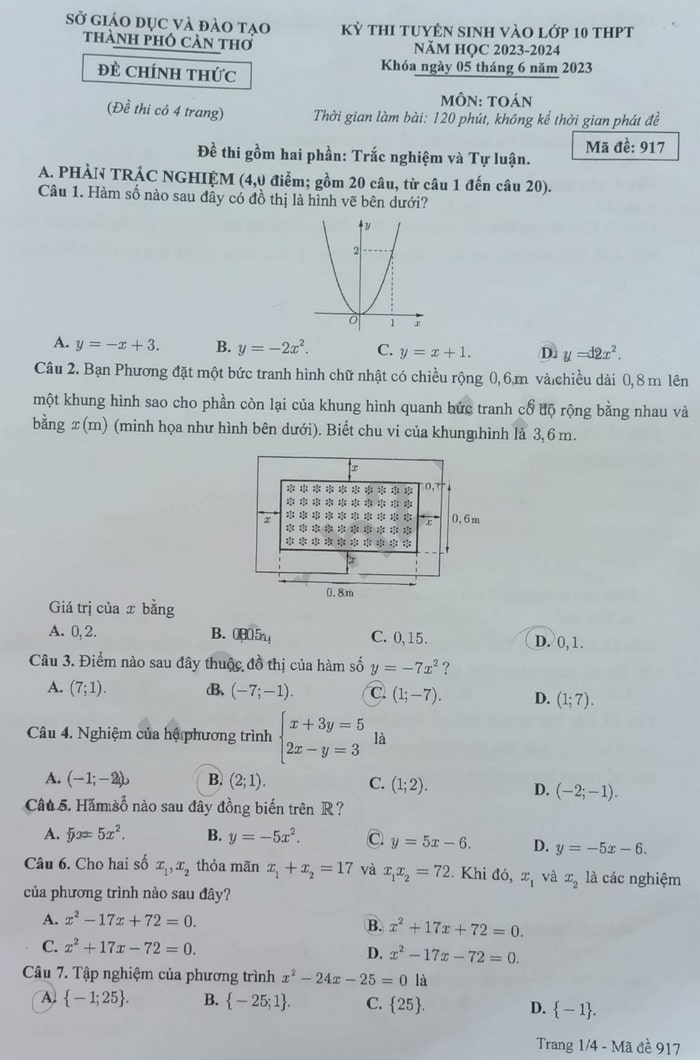 SỞ GIÁO DỤC VÀ ĐÀO TẠO
THÀNH PHỐ CẦN THƠ
ĐỀ CHÍNH THỨC
(Đề thi có 4 trang)
KỲ THI TUYỂN SINH VÀO LỚP 10 THPT
NĂM HỌC 2023-2024
Khóa ngày 05 tháng 6 năm 2023
MÔN: TOÁN
Thời gian làm bài: 120 phút, không kể thời gian phát đề
Mã đề: 917
Đề thi gồm hai phần: Trắc nghiệm và Tự luận.
A. PHẦN TRẮC NGHIỆM (4,0 điểm; gồm 20 câu, từ câu 1 đến câu 20).
Câu 1. Hàm số nào sau đây có đồ thị là hình vẽ bên dưới?
y
2
O 1 x
A. y = −x + 3. B. y = −2x². C. y = x + 1. D. y = 2x².
Câu 2. Bạn Phương đặt một bức tranh hình chữ nhật có chiều rộng 0,6 m và chiều dài 0,8 m lên
một khung hình sao cho phần còn lại của khung hình quanh bức tranh có độ rộng bằng nhau và
bằng x (m) (minh họa như hình bên dưới). Biết chu vi của khung hình là 3,6 m.
x
x x 0,6m
x
0,8m
Giá trị của x bằng
A. 0,2. B. 0,05. C. 0,15. D. 0,1.
Câu 3. Điểm nào sau đây thuộc đồ thị của hàm số y = −7x² ?
A. (7;1). B. (−7;−1). C. (1;−7). D. (1;7).
Câu 4. Nghiệm của hệ phương trình { x + 3y = 5
2x − y = 3 là
A. (−1;−2). B. (2;1). C. (1;2). D. (−2;−1).
Câu 5. Hàm số nào sau đây đồng biến trên ℝ ?
A. y = 5x². B. y = −5x². C. y = 5x − 6. D. y = −5x − 6.
Câu 6. Cho hai số x₁, x₂ thỏa mãn x₁ + x₂ = 17 và x₁x₂ = 72. Khi đó, x₁ và x₂ là các nghiệm
của phương trình nào sau đây?
A. x² − 17x + 72 = 0. B. x² + 17x + 72 = 0.
C. x² + 17x − 72 = 0. D. x² − 17x − 72 = 0.
Câu 7. Tập nghiệm của phương trình x² − 24x − 25 = 0 là
A. {−1;25}. B. {−25;1}. C. {25}. D. {−1}.
Trang 1/4 - Mã đề 917